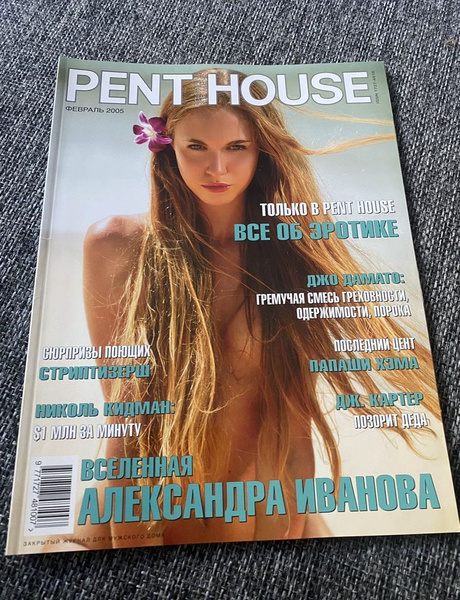 PENT HOUSE
ФЕВРАЛЬ 2005
ТОЛЬКО В PENT HOUSE
ВСЕ ОБ ЭРОТИКЕ
ДЖО ДАМАТО:
ГРЕМУЧАЯ СМЕСЬ ГРЕХОВНОСТИ,
ОДЕРЖИМОСТИ, ПОРОКА
СЮРПРИЗЫ ПОЮЩИХ
СТРИПТИЗЕРШ
ПОСЛЕДНИЙ ЦЕНТ
ПАПАШИ ХЭМА
НИКОЛЬ КИДМАН:
$1 МЛН ЗА МИНУТУ
ДЖ. КАРТЕР
ПОЗОРИТ ДЕДА
ВСЕЛЕННАЯ
АЛЕКСАНДРА ИВАНОВА
ЗАКРЫТЫЙ ЖУРНАЛ ДЛЯ МУЖСКОГО ДОМА